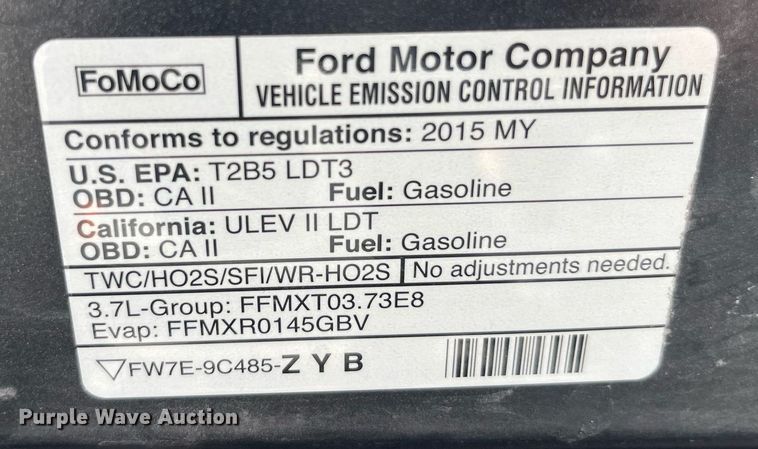 FoMoCo
Ford Motor Company
VEHICLE EMISSION CONTROL INFORMATION
Conforms to regulations: 2015 MY
U.S. EPA: T2B5 LDT3
OBD: CA II Fuel: Gasoline
California: ULEV II LDT
OBD: CA II Fuel: Gasoline
TWC/HO2S/SFI/WR-HO2S No adjustments needed.
3.7L-Group: FFMXT03.73E8
Evap: FFMXR0145GBV
FW7E-9C485-Z Y B
Purple Wave Auction